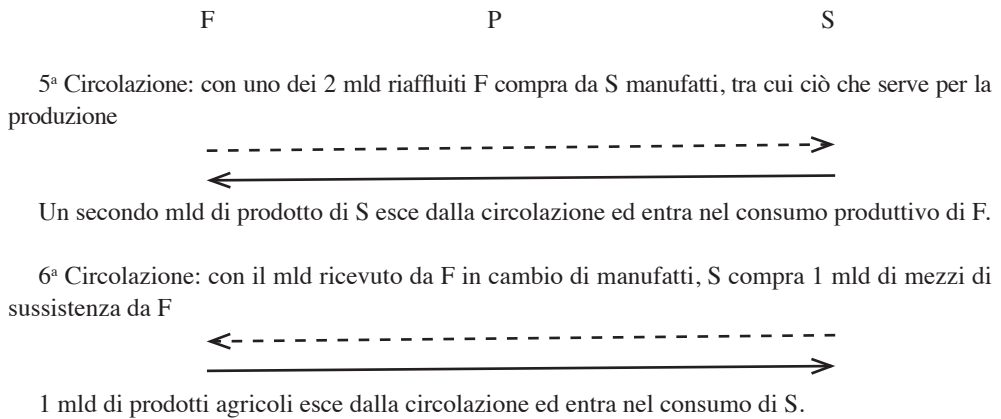 F P S
5ª Circolazione: con uno dei 2 mld riaffluiti F compra da S manufatti, tra cui ciò che serve per la
produzione
Un secondo mld di prodotto di S esce dalla circolazione ed entra nel consumo produttivo di F.
6ª Circolazione: con il mld ricevuto da F in cambio di manufatti, S compra 1 mld di mezzi di
sussistenza da F
1 mld di prodotti agricoli esce dalla circolazione ed entra nel consumo di S.